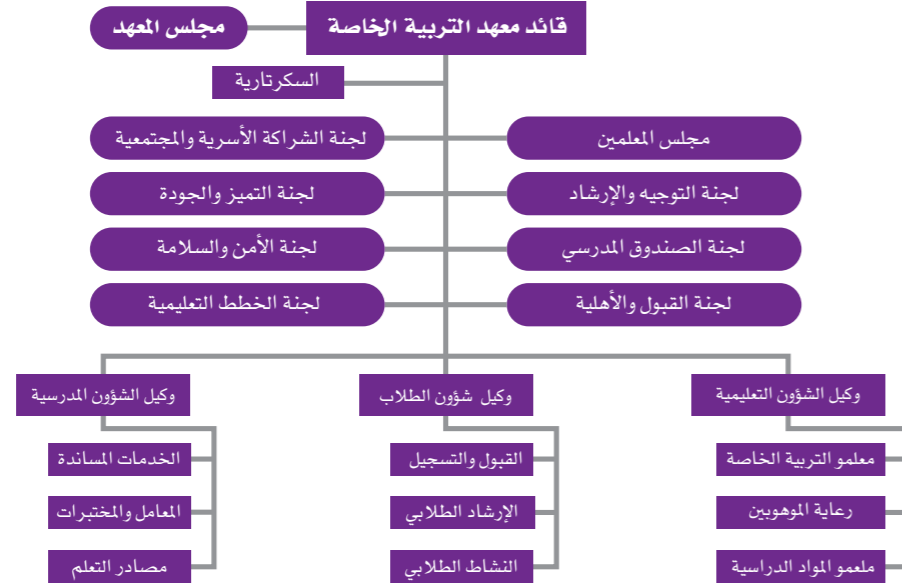 قائد معهد التربية الخاصة
مجلس المعهد
السكرتارية
مجلس المعلمين
لجنة الشراكة الأسرية والمجتمعية
لجنة التوجيه والإرشاد
لجنة التميز والجودة
لجنة الصندوق المدرسي
لجنة الأمن والسلامة
لجنة القبول والأهلية
لجنة الخطط التعليمية
وكيل الشؤون التعليمية
وكيل شؤون الطلاب
وكيل الشؤون المدرسية
معلمو التربية الخاصة
القبول والتسجيل
الخدمات المساندة
رعاية الموهوبين
الإرشاد الطلابي
المعامل والمختبرات
ملعمو المواد الدراسية
النشاط الطلابي
مصادر التعلم